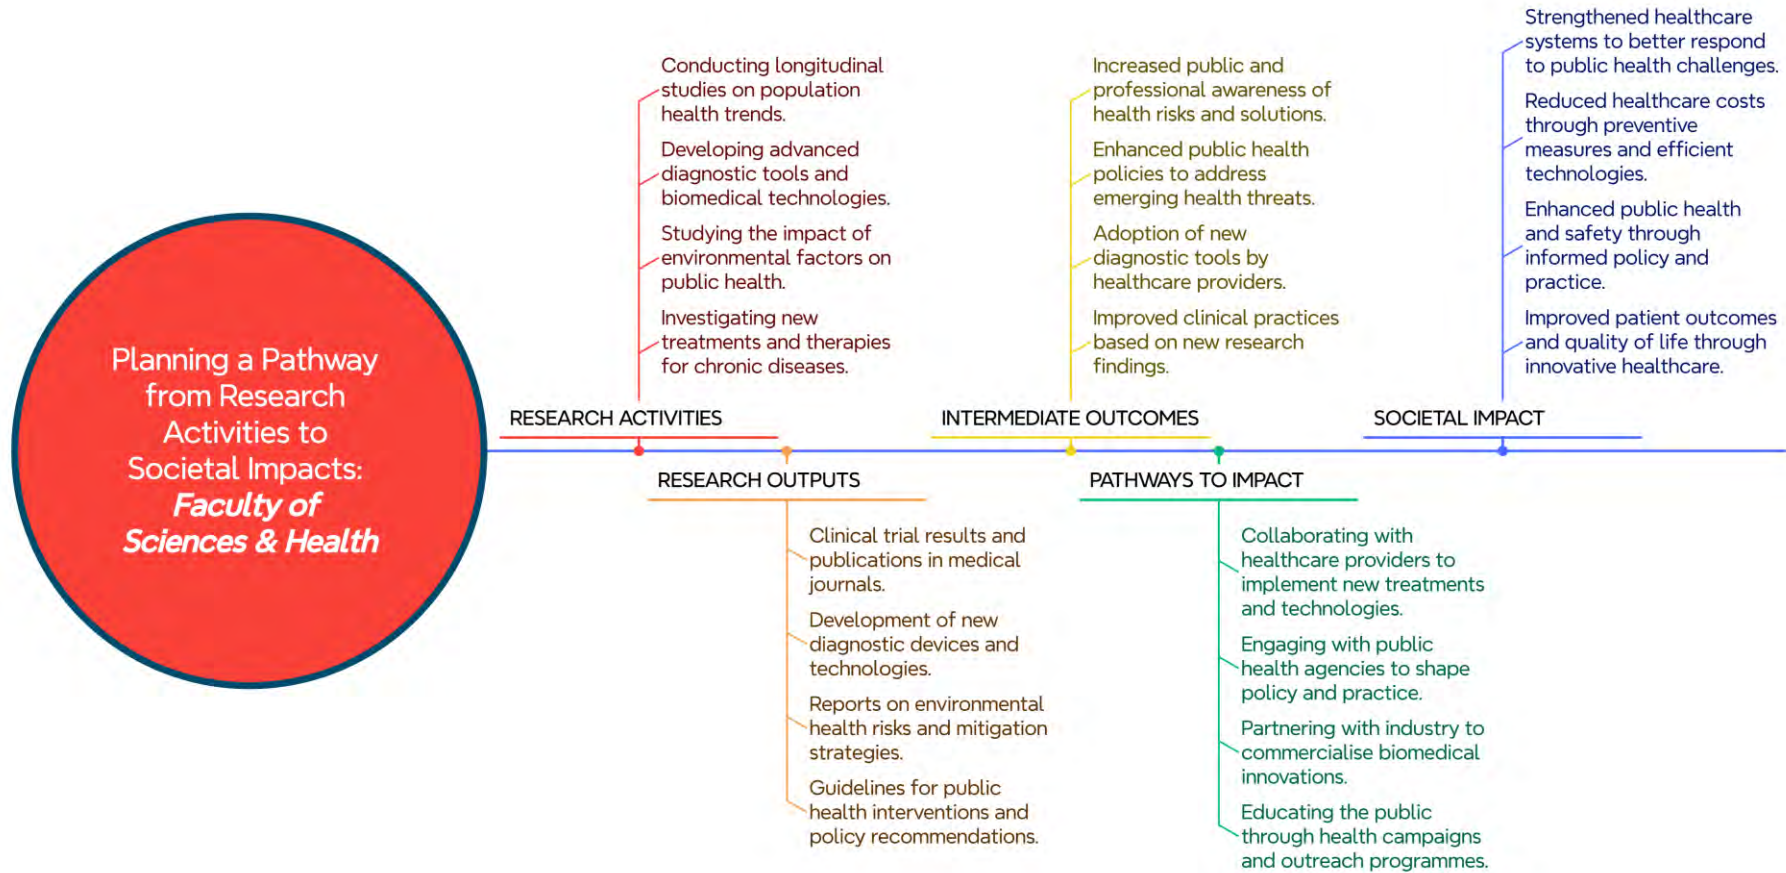 Planning a Pathway
from Research
Activities to
Societal Impacts:
Faculty of
Sciences & Health
RESEARCH ACTIVITIES
Conducting longitudinal
studies on population
health trends.
Developing advanced
diagnostic tools and
biomedical technologies.
Studying the impact of
environmental factors on
public health.
Investigating new
treatments and therapies
for chronic diseases.
RESEARCH OUTPUTS
Clinical trial results and
publications in medical
journals.
Development of new
diagnostic devices and
technologies.
Reports on environmental
health risks and mitigation
strategies.
Guidelines for public
health interventions and
policy recommendations.
INTERMEDIATE OUTCOMES
Increased public and
professional awareness of
health risks and solutions.
Enhanced public health
policies to address
emerging health threats.
Adoption of new
diagnostic tools by
healthcare providers.
Improved clinical practices
based on new research
findings.
PATHWAYS TO IMPACT
Collaborating with
healthcare providers to
implement new treatments
and technologies.
Engaging with public
health agencies to shape
policy and practice.
Partnering with industry to
commercialise biomedical
innovations.
Educating the public
through health campaigns
and outreach programmes.
SOCIETAL IMPACT
Strengthened healthcare
systems to better respond
to public health challenges.
Reduced healthcare costs
through preventive
measures and efficient
technologies.
Enhanced public health
and safety through
informed policy and
practice.
Improved patient outcomes
and quality of life through
innovative healthcare.